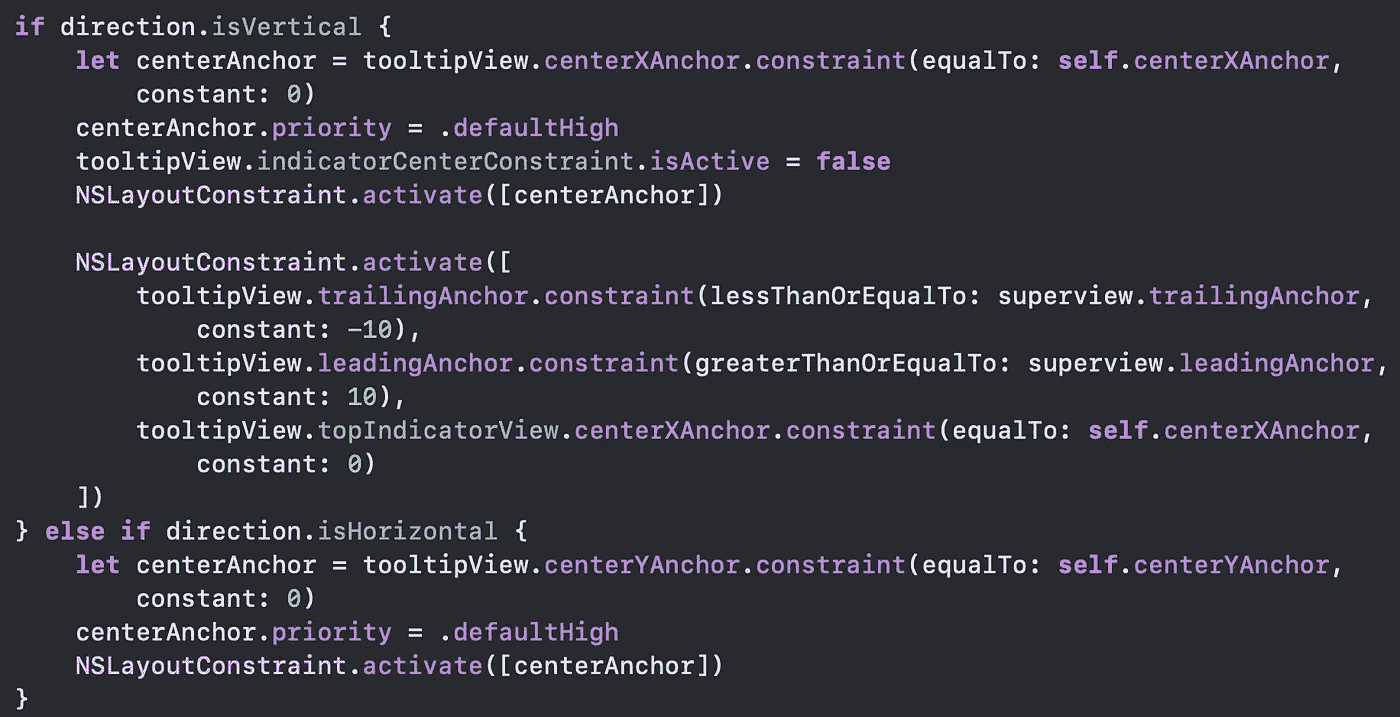 if direction.isVertical {
    let centerAnchor = tooltipView.centerXAnchor.constraint(equalTo: self.centerXAnchor,
        constant: 0)
    centerAnchor.priority = .defaultHigh
    tooltipView.indicatorCenterConstraint.isActive = false
    NSLayoutConstraint.activate([centerAnchor])

    NSLayoutConstraint.activate([
        tooltipView.trailingAnchor.constraint(lessThanOrEqualTo: superview.trailingAnchor,
            constant: -10),
        tooltipView.leadingAnchor.constraint(greaterThanOrEqualTo: superview.leadingAnchor,
            constant: 10),
        tooltipView.topIndicatorView.centerXAnchor.constraint(equalTo: self.centerXAnchor,
            constant: 0)
    ])
} else if direction.isHorizontal {
    let centerAnchor = tooltipView.centerYAnchor.constraint(equalTo: self.centerYAnchor,
        constant: 0)
    centerAnchor.priority = .defaultHigh
    NSLayoutConstraint.activate([centerAnchor])
}